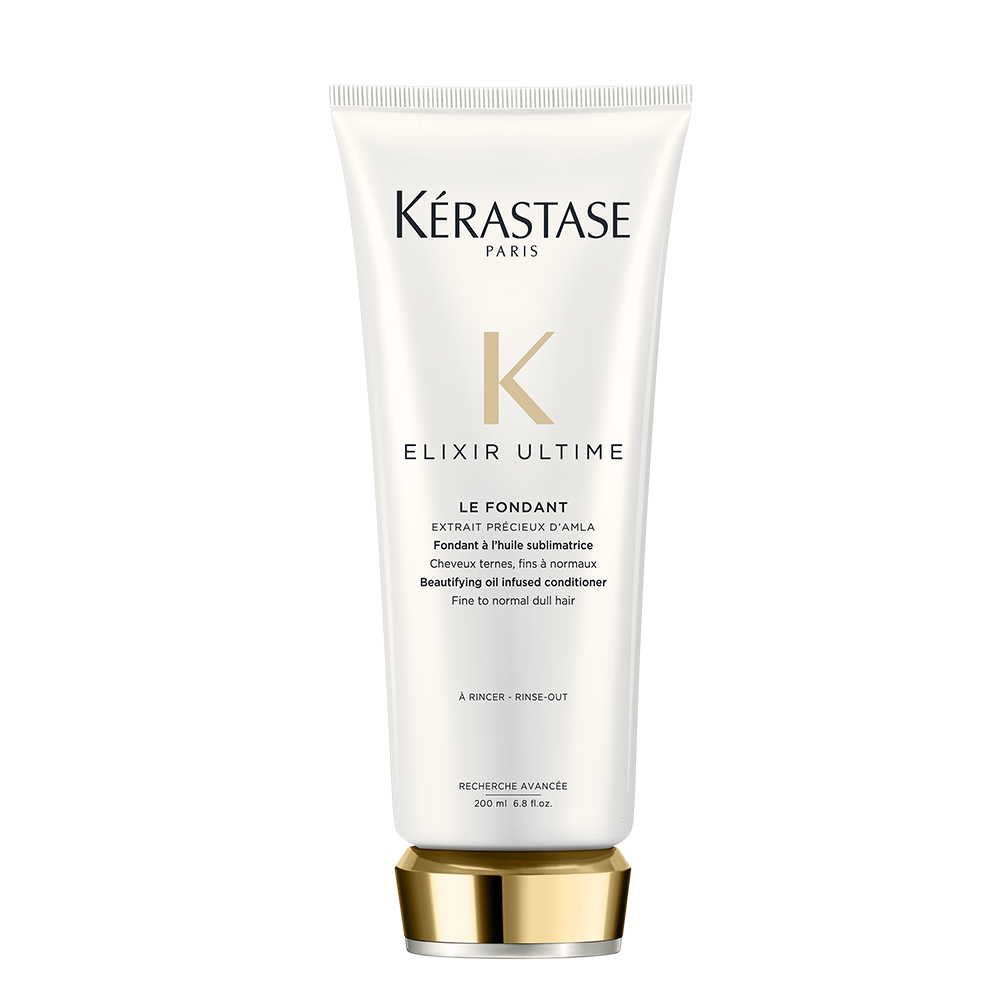 KÉRASTASE
PARIS
K
ELIXIR ULTIME
LE FONDANT
EXTRAIT PRÉCIEUX D'AMLA
Fondant à l'huile sublimatrice
Cheveux ternes, fins à normaux
Beautifying oil infused conditioner
Fine to normal dull hair
À RINCER - RINSE-OUT
RECHERCHE AVANCÉE
200 ml 6.8 fl.oz.